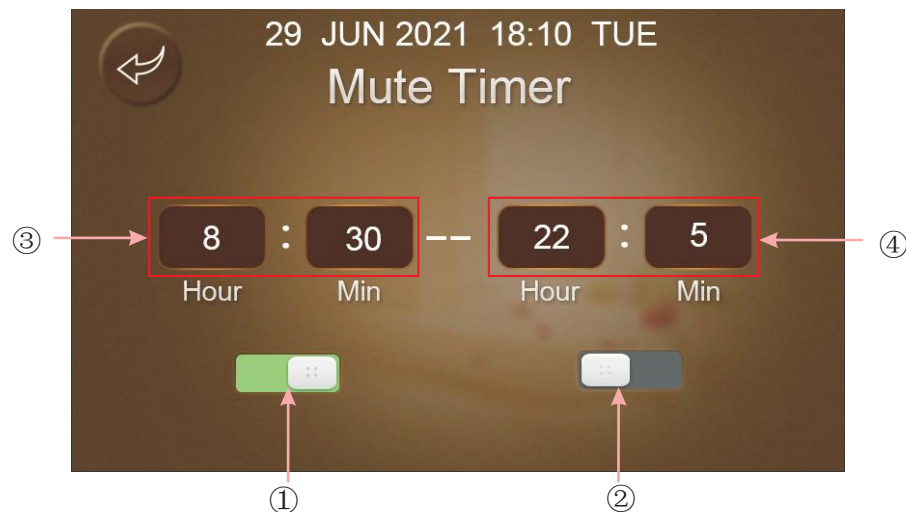 29 JUN 2021 18:10 TUE
Mute Timer
③ 8 : 30 -- 22 : 5 ④
Hour Min Hour Min
① ②